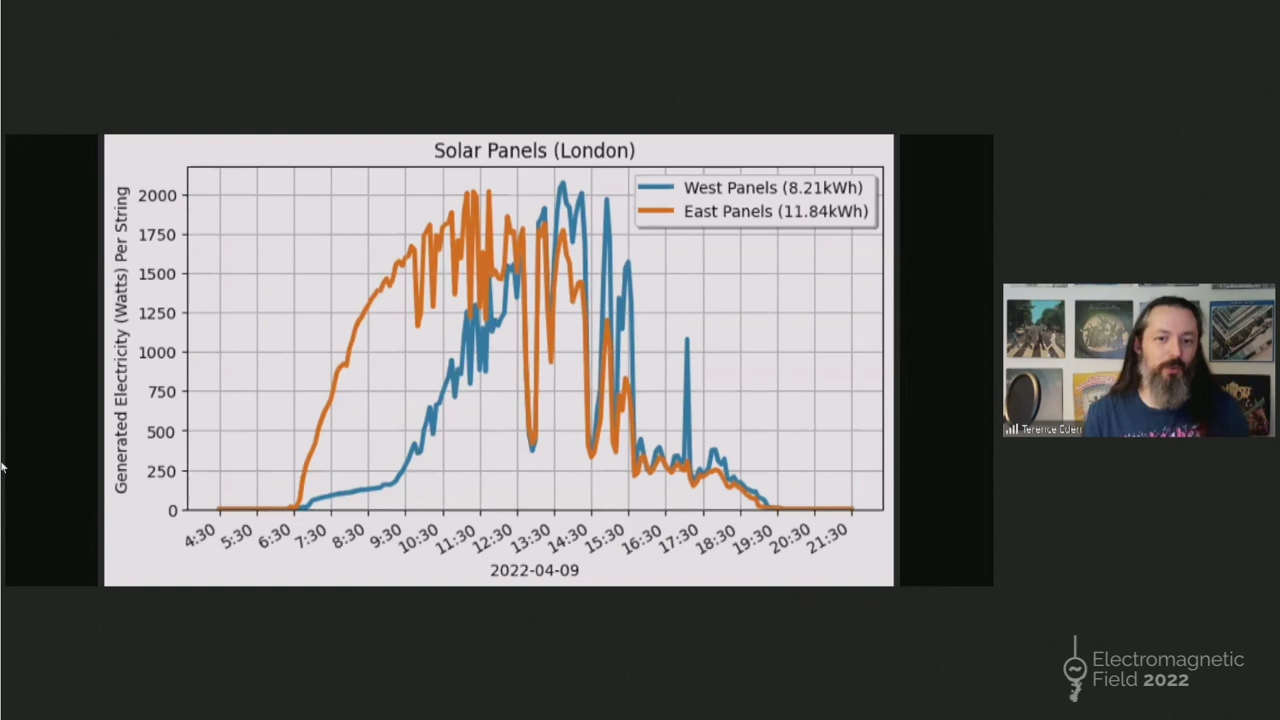 Solar Panels (London)
Generated Electricity (Watts) Per String
2000
1750
1500
1250
1000
750
500
250
0
West Panels (8.21kWh)
East Panels (11.84kWh)
4:30 5:30 6:30 7:30 8:30 9:30 10:30 11:30 12:30 13:30 14:30 15:30 16:30 17:30 18:30 19:30 20:30 21:30
2022-04-09
Terence Eden
Electromagnetic
Field 2022